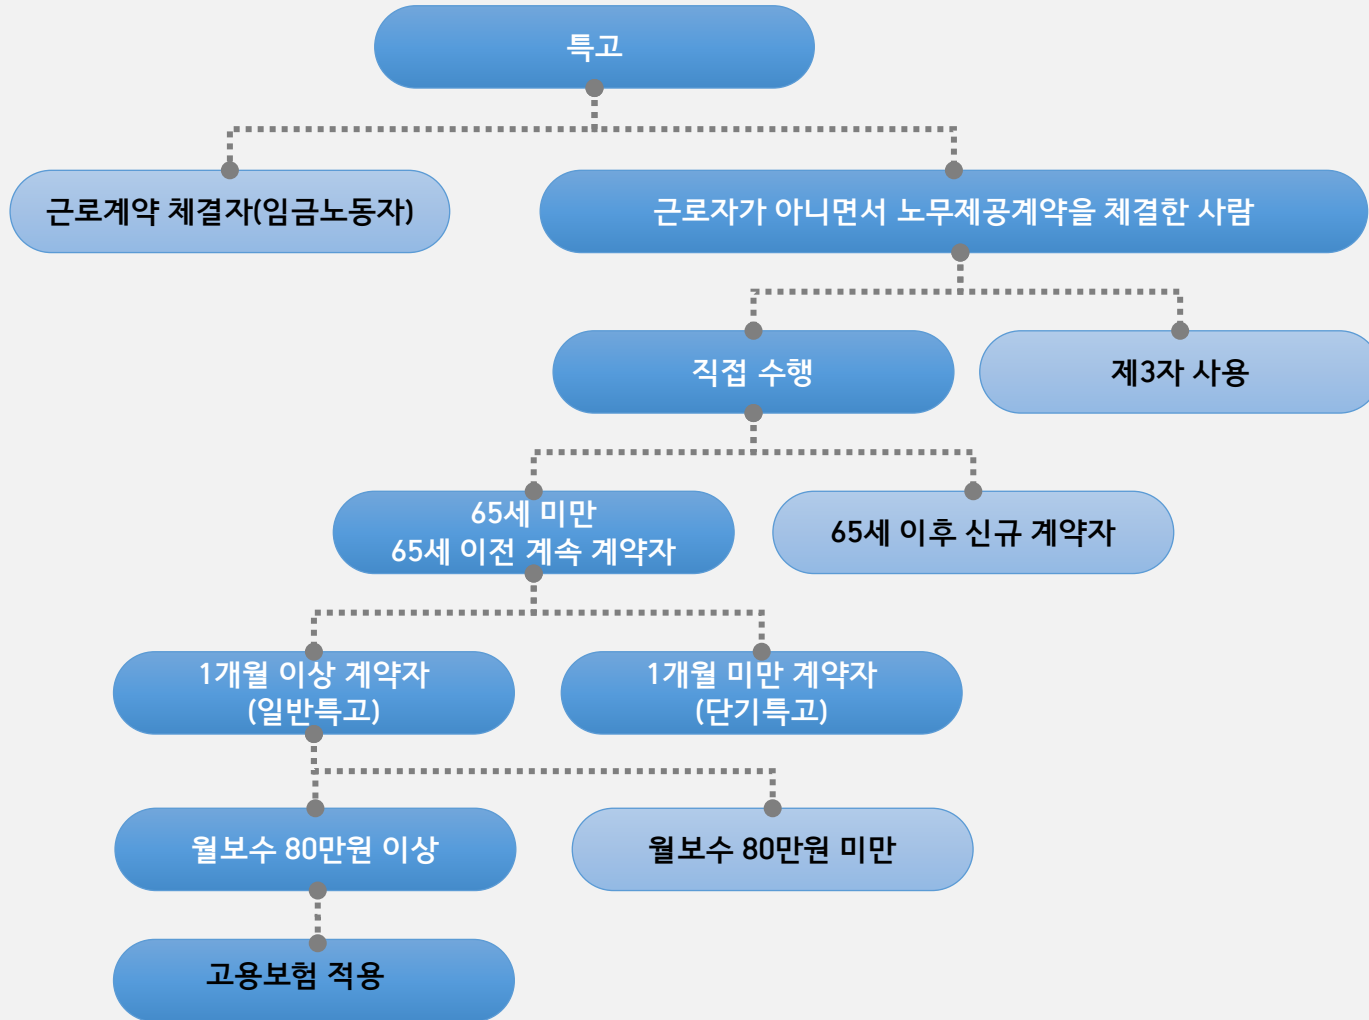 특고
근로계약 체결자(임금노동자)
근로자가 아니면서 노무제공계약을 체결한 사람
직접 수행
제3자 사용
65세 미만
65세 이전 계속 계약자
65세 이후 신규 계약자
1개월 이상 계약자
(일반특고)
1개월 미만 계약자
(단기특고)
월보수 80만원 이상
월보수 80만원 미만
고용보험 적용